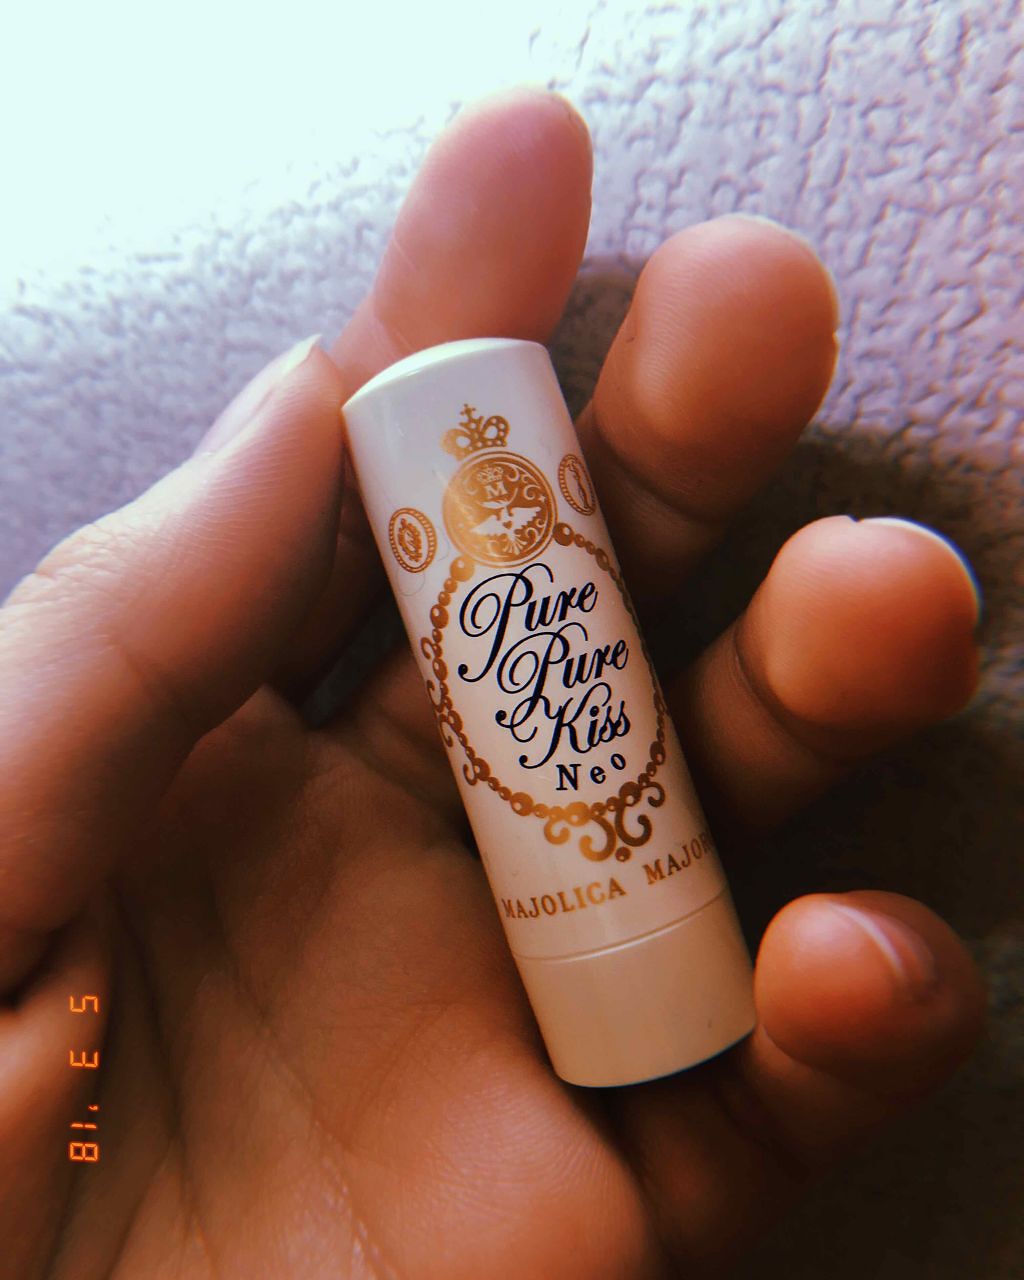 M
Pure
Pure
Kiss
Neo
MAJOLICA MAJOR
5 3 '18